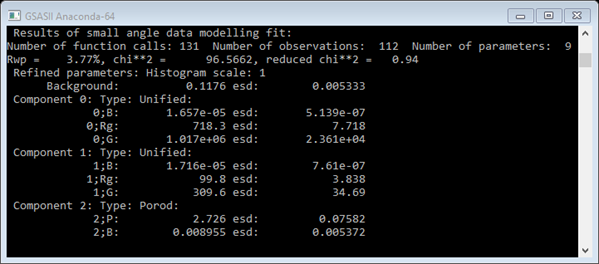 GSASII Anaconda-64
Results of small angle data modelling fit:
Number of function calls: 131 Number of observations: 112 Number of parameters: 9
Rwp = 3.77%, chi**2 = 96.5662, reduced chi**2 = 0.94
Refined parameters: Histogram scale: 1
Background: 0.1176 esd: 0.005333
Component 0: Type: Unified:
0;B: 1.657e-05 esd: 5.139e-07
0;Rg: 718.3 esd: 7.718
0;G: 1.017e+06 esd: 2.361e+04
Component 1: Type: Unified:
1;B: 1.716e-05 esd: 7.61e-07
1;Rg: 99.8 esd: 3.838
1;G: 309.6 esd: 34.69
Component 2: Type: Porod:
2;P: 2.726 esd: 0.07582
2;B: 0.008955 esd: 0.005372